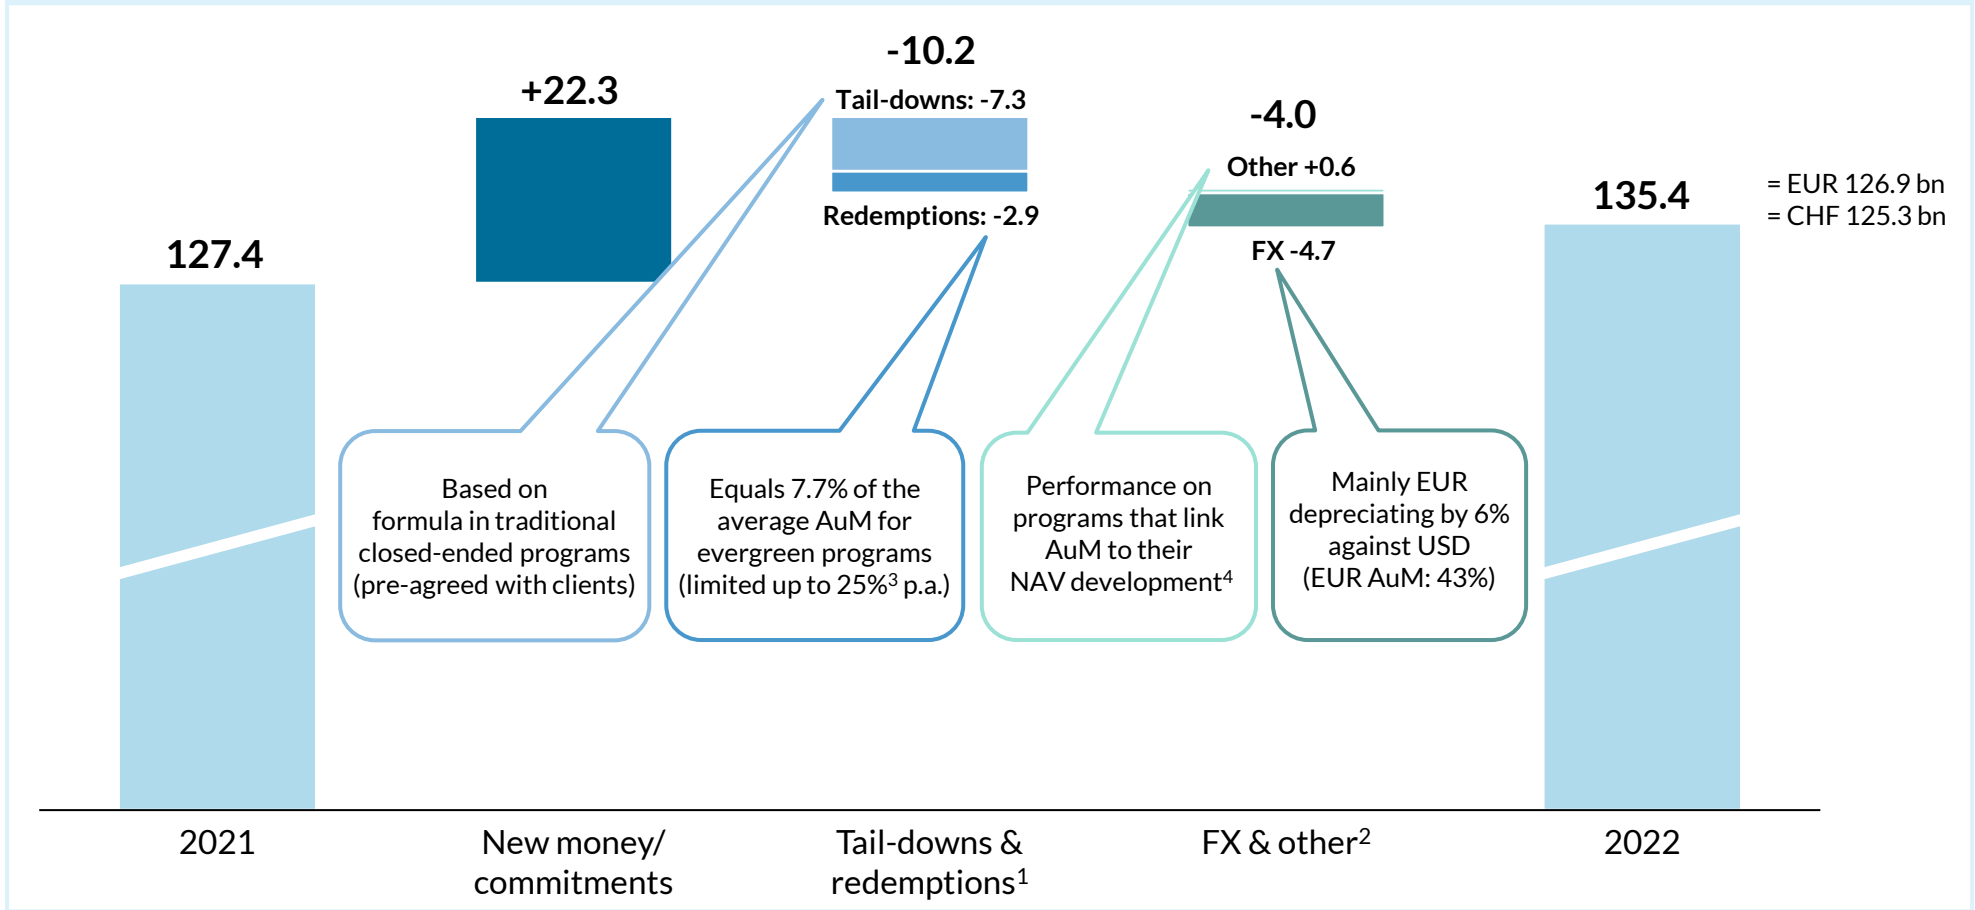 127.4
+22.3
-10.2
Tail-downs: -7.3
Redemptions: -2.9
-4.0
Other +0.6
FX -4.7
135.4
= EUR 126.9 bn
= CHF 125.3 bn
Based on
formula in traditional
closed-ended programs
(pre-agreed with clients)
Equals 7.7% of the
average AuM for
evergreen programs
(limited up to 25%³ p.a.)
Performance on
programs that link
AuM to their
NAV development⁴
Mainly EUR
depreciating by 6%
against USD
(EUR AuM: 43%)
2021
New money/
commitments
Tail-downs &
redemptions¹
FX & other²
2022